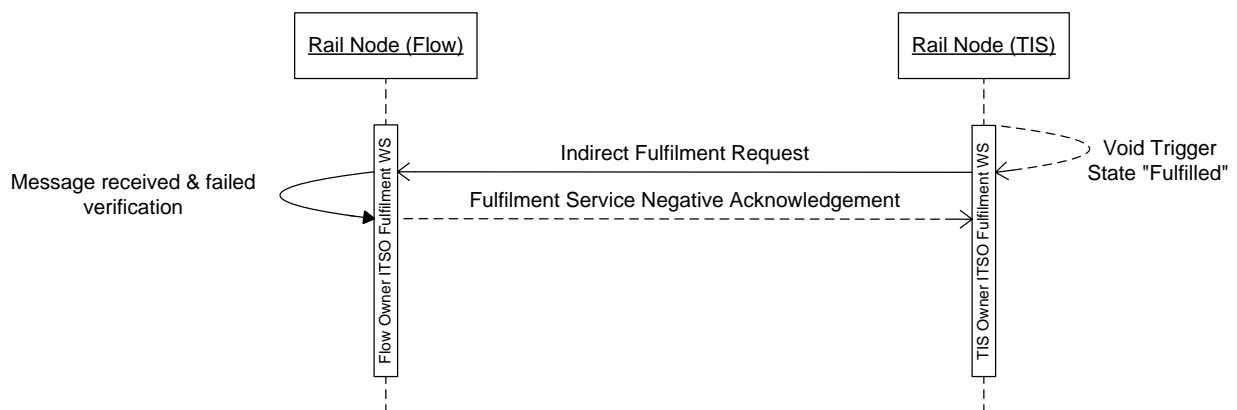 Rail Node (Flow)
Rail Node (TIS)
Void Trigger
State "Fulfilled"
Indirect Fulfilment Request
Message received & failed
verification
Fulfilment Service Negative Acknowledgement
Flow Owner ITSO Fulfilment WS
TIS Owner ITSO Fulfilment WS